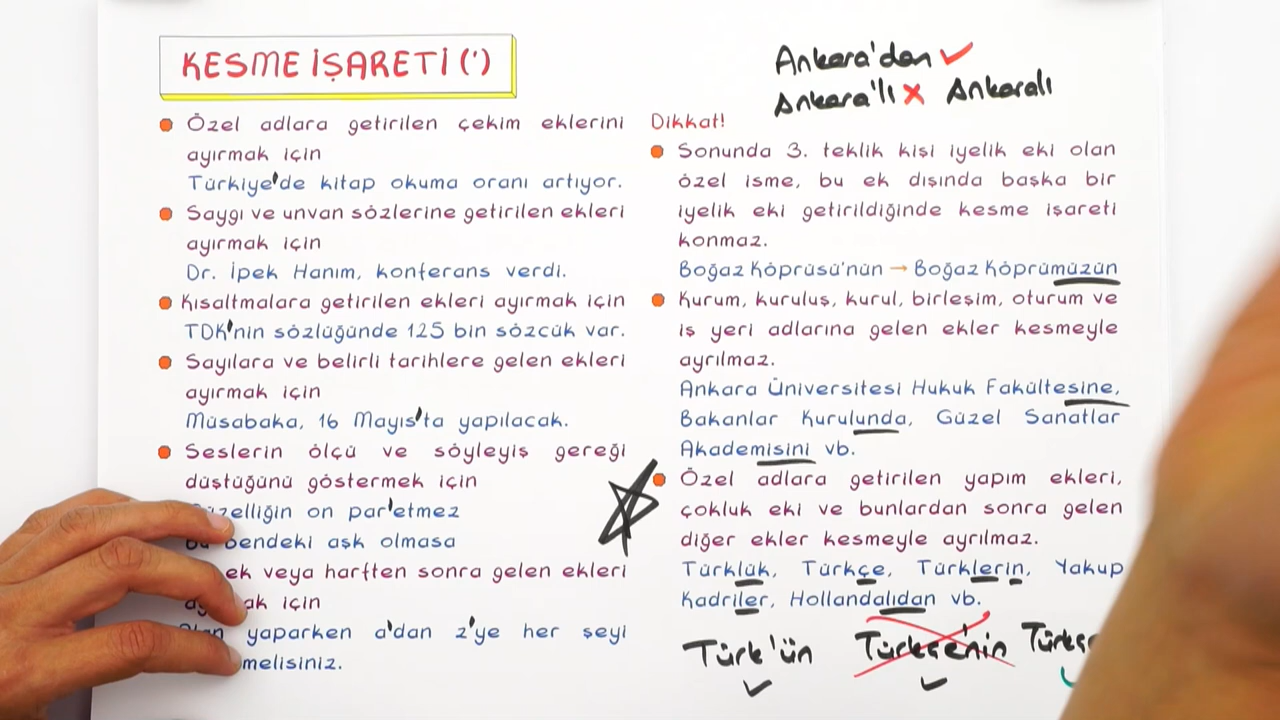 KESME İŞARETİ (')
Özel adlara getirilen çekim eklerini
ayırmak için
Türkiye'de kitap okuma oranı artıyor.
Saygı ve unvan sözlerine getirilen ekleri
ayırmak için
Dr. İpek Hanım, konferans verdi.
Kısaltmalara getirilen ekleri ayırmak için
TDK'nin sözlüğünde 125 bin sözcük var.
Sayılara ve belirli tarihlere gelen ekleri
ayırmak için
Müsabaka, 16 Mayıs'ta yapılacak.
Seslerin ölçü ve söyleyiş gereği
düştüğünü göstermek için
on par'etmez
bendeki aşk olmasa
ek veya harften sonra gelen ekleri
için
yaparken a'dan z'ye her şeyi
Ankara'dan ✓
Ankara'lı ✗ Ankaralı
Dikkat!
Sonunda 3. teklik kişi iyelik eki olan
özel isme, bu ek dışında başka bir
iyelik eki getirildiğinde kesme işareti
konmaz.
Boğaz Köprüsü'nün → Boğaz Köprümüzün
Kurum, kuruluş, kurul, birleşim, oturum ve
iş yeri adlarına gelen ekler kesmeyle
ayrılmaz.
Ankara Üniversitesi Hukuk Fakültesine,
Bakanlar Kurulunda, Güzel Sanatlar
Akademisini vb.
Özel adlara getirilen yapım ekleri,
çokluk eki ve bunlardan sonra gelen
diğer ekler kesmeyle ayrılmaz.
Türklük, Türkçe, Türklerin, Yakup
Kadriler, Hollandalıdan vb.
Türk'ün Türkçe'nin